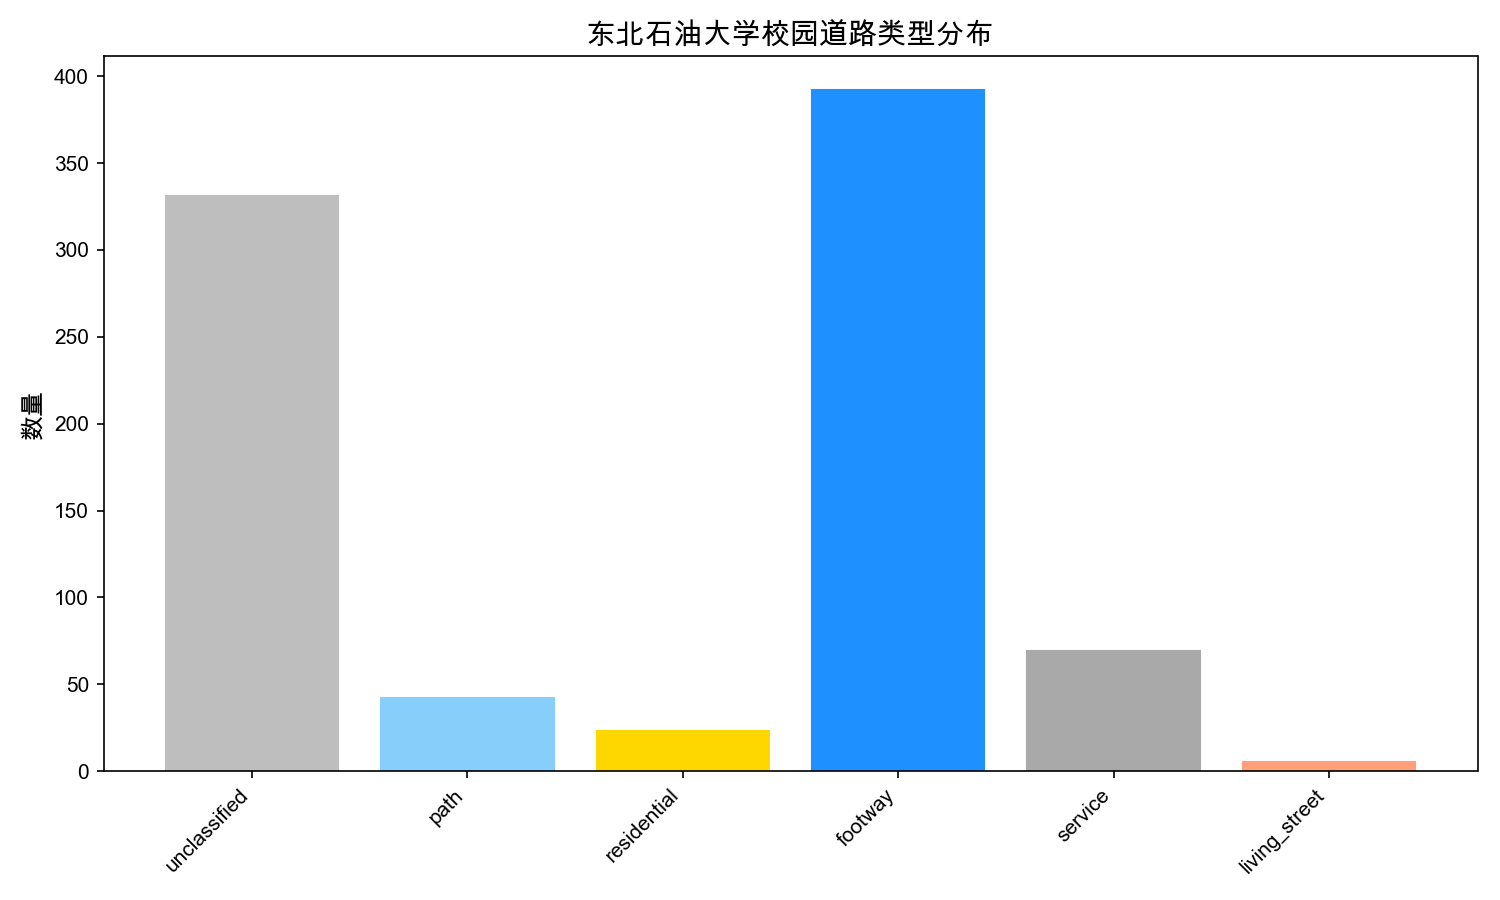 东北石油大学校园道路类型分布
数量
400
350
300
250
200
150
100
50
0
unclassified
path
residential
footway
service
living_street